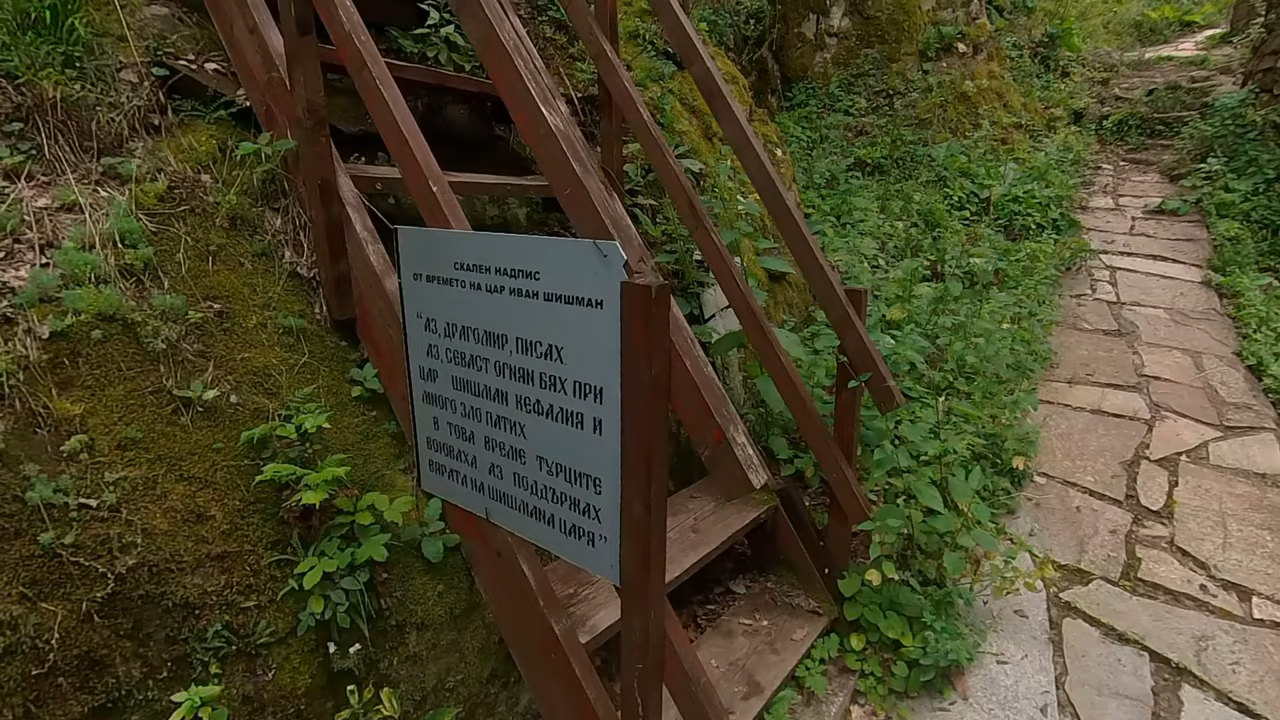 СКАЛЕН НАДПИС
ОТ ВРЕМЕТО НА ЦАР ИВАН ШИШМАН
“АЗ, ДРАГОМИР, ПИСАХ.
АЗ, СЕВАСТ ОГНЯН БЯХ ПРИ
ЦАР ШИШМАН КЕФАЛИЯ И
МНОГО ЗЛО ПАТИХ
В ТОВА ВРЕМЕ ТУРЦИТЕ
ВОЮВАХА АЗ ПОДДЪРЖАХ
ВЯРАТА НА ШИШМАНА ЦАРЯ”